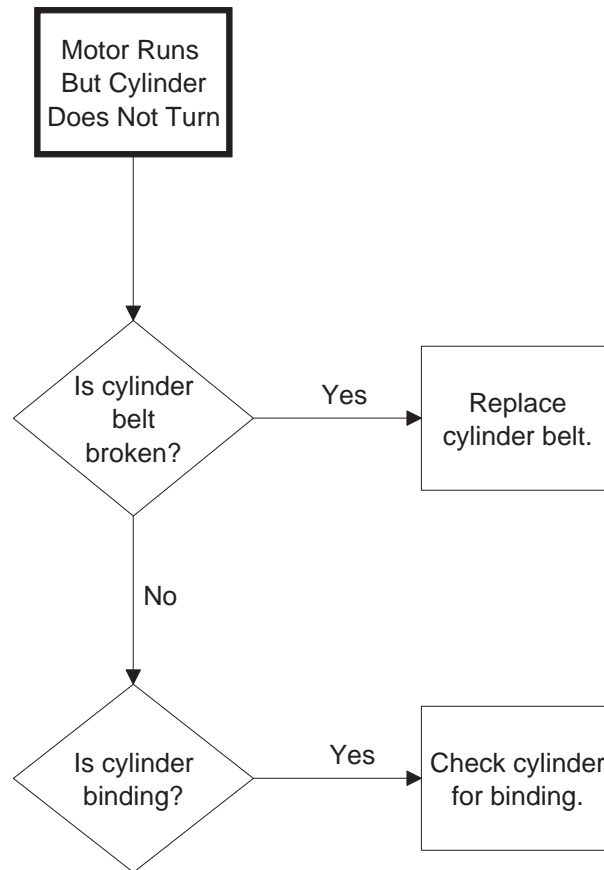 Motor Runs
But Cylinder
Does Not Turn
Is cylinder
belt
broken?
Yes
Replace
cylinder belt.
No
Is cylinder
binding?
Yes
Check cylinder
for binding.